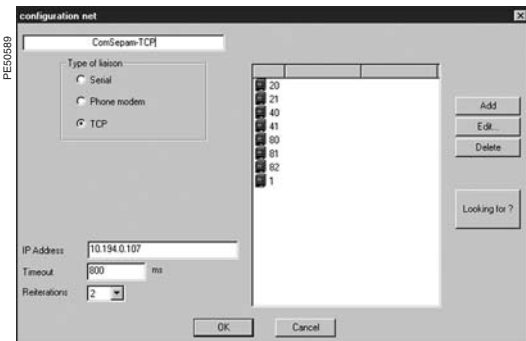 PE50589
configuration net
ComSepam-TCP
Type of liaison
Serial
Phone modem
TCP
20
21
40
41
80
81
82
1
Add
Edit...
Delete
Looking for ?
IP Address
10.194.0.107
Timeout
800
ms
Reiterations
2
OK
Cancel